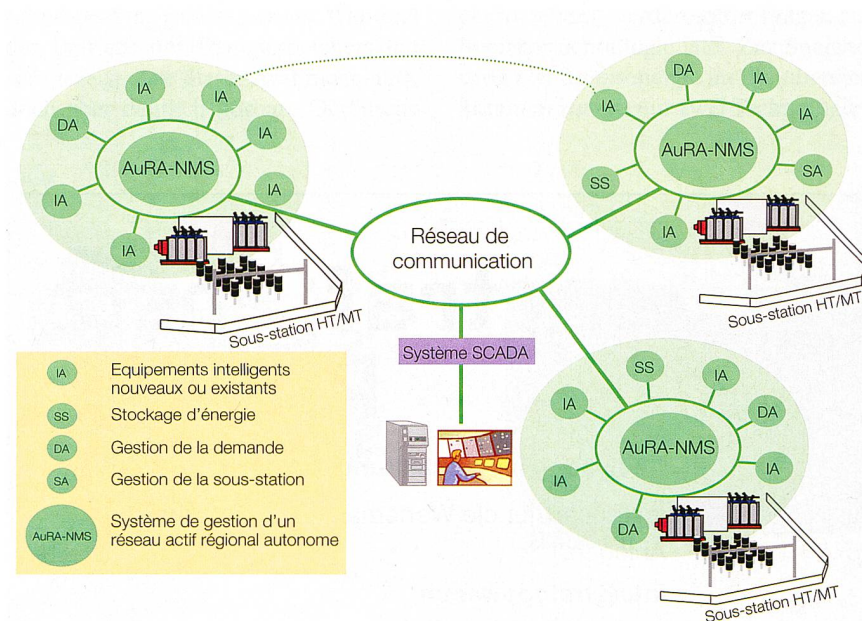 IA
IA
DA
IA
AuRA-NMS
IA
IA
IA
Sous-station HT/MT
DA
IA
IA
IA
AuRA-NMS
SS
SA
IA
Sous-station HT/MT
Réseau de
communication
Système SCADA
SS
IA
IA
DA
AuRA-NMS
IA
IA
DA
Sous-station HT/MT
IA Equipements intelligents
nouveaux ou existants
SS Stockage d'énergie
DA Gestion de la demande
SA Gestion de la sous-station
AuRA-NMS Système de gestion d'un
réseau actif régional autonome